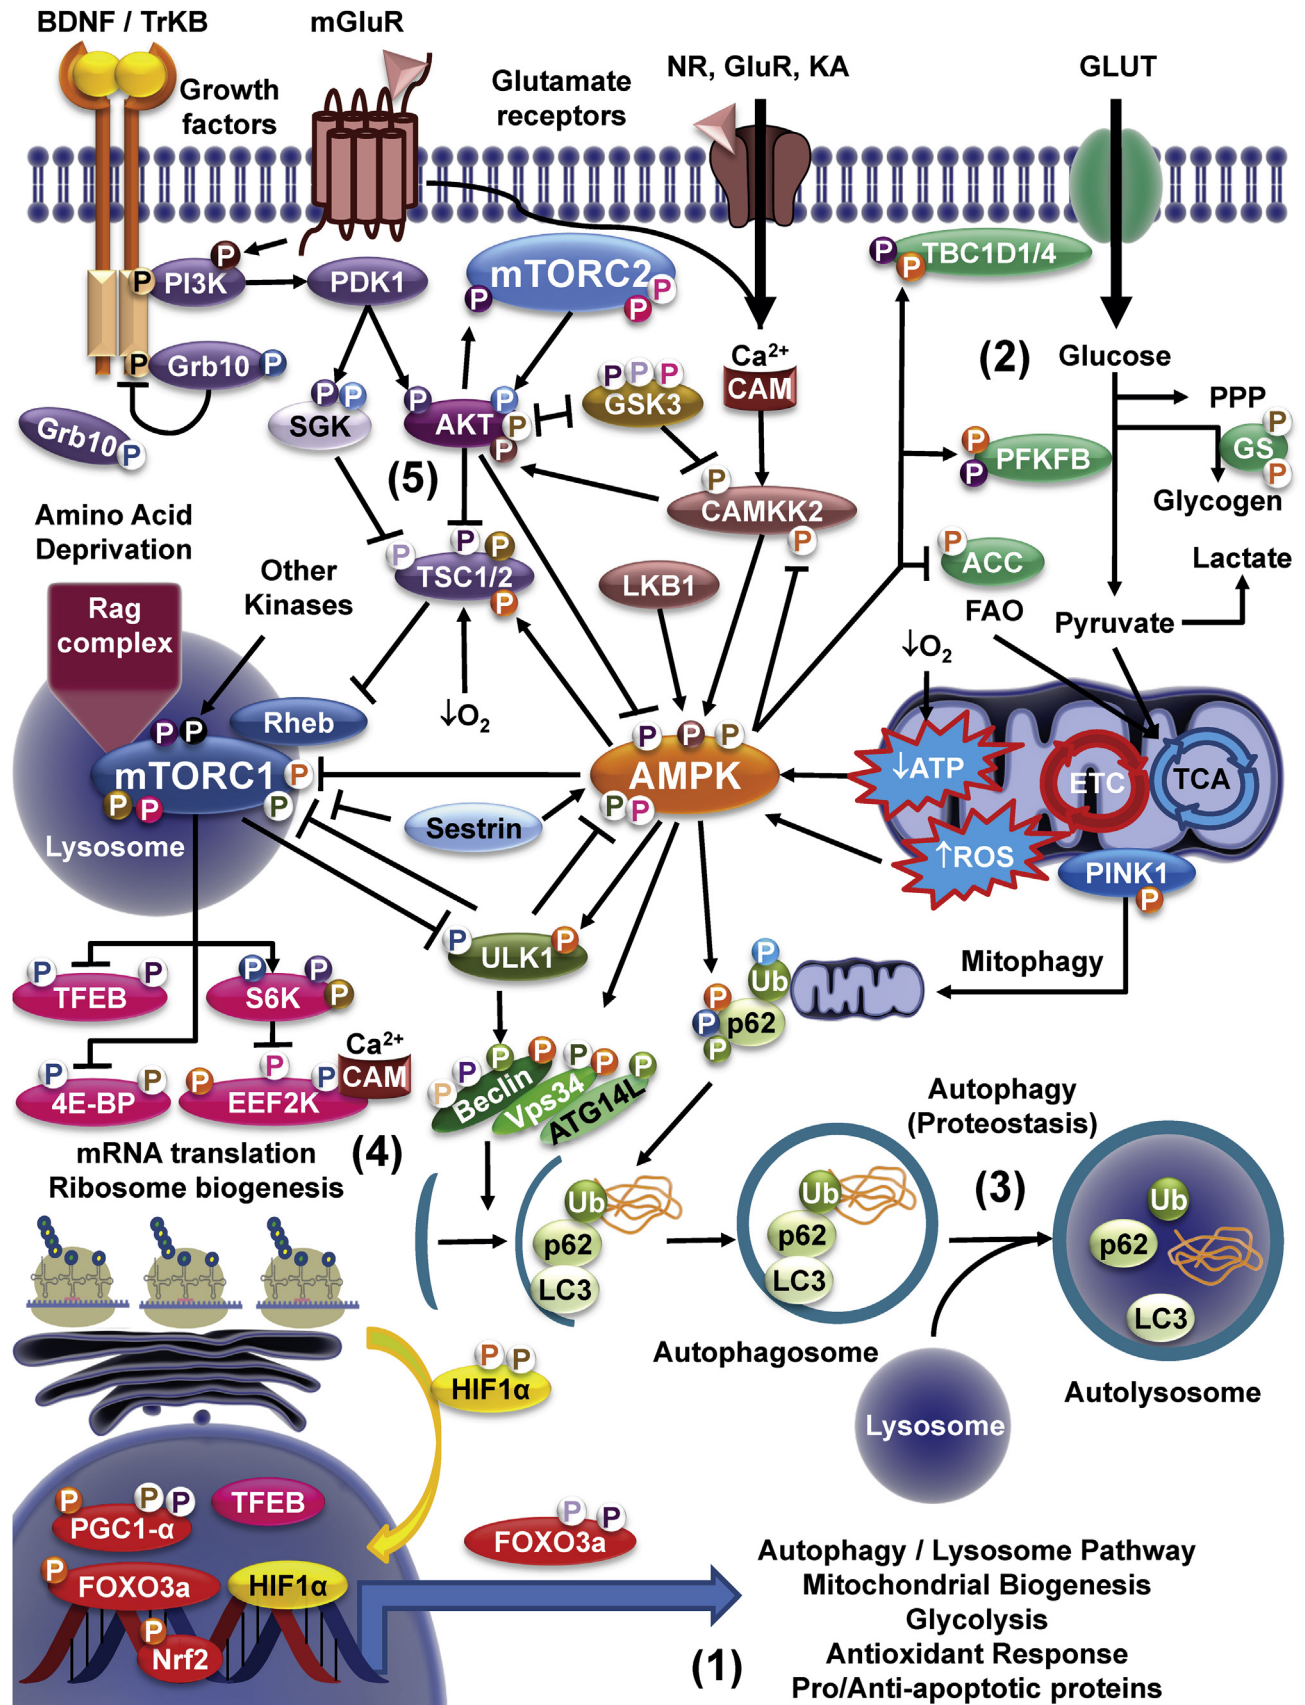 BDNF / TrKB
mGluR
Growth
factors
Glutamate
receptors
NR, GluR, KA
GLUT
P
P
PI3K
PDK1
mTORC2
P
P
P
P
P
TBC1D1/4
P
Grb10
P
Grb10
P
P
P
SGK
P
P
AKT
P
P
P
P
P
GSK3
Ca2+
CAM
(2)
Glucose
PPP
P
GS
P
Glycogen
P
P
PFKFB
(5)
P
CAMKK2
P
Amino Acid
Deprivation
Other
Kinases
P
P
P
TSC1/2
P
LKB1
P
ACC
FAO
Lactate
Pyruvate
↓O2
Rag
complex
↓O2
P
P
Rheb
mTORC1
P
P
P
P
Lysosome
P
P
P
AMPK
P
P
Sestrin
↓ATP
↑ROS
ETC
TCA
PINK1
P
Mitophagy
P
ULK1
P
P
P
TFEB
P
P
S6K
P
P
Ub
P
p62
P
P
P
P
4E-BP
P
P
EEF2K
P
Ca2+
CAM
P
P
P
P
Beclin
P
P
Vps34
P
ATG14L
(4)
mRNA translation
Ribosome biogenesis
Autophagy
(Proteostasis)
(3)
Ub
p62
LC3
Ub
p62
LC3
Ub
p62
LC3
Autophagosome
Lysosome
Autolysosome
P
P
HIF1α
P
P
P
PGC1-α
TFEB
P
P
FOXO3a
P
FOXO3a
HIF1α
P
Nrf2
(1)
Autophagy / Lysosome Pathway
Mitochondrial Biogenesis
Glycolysis
Antioxidant Response
Pro/Anti-apoptotic proteins